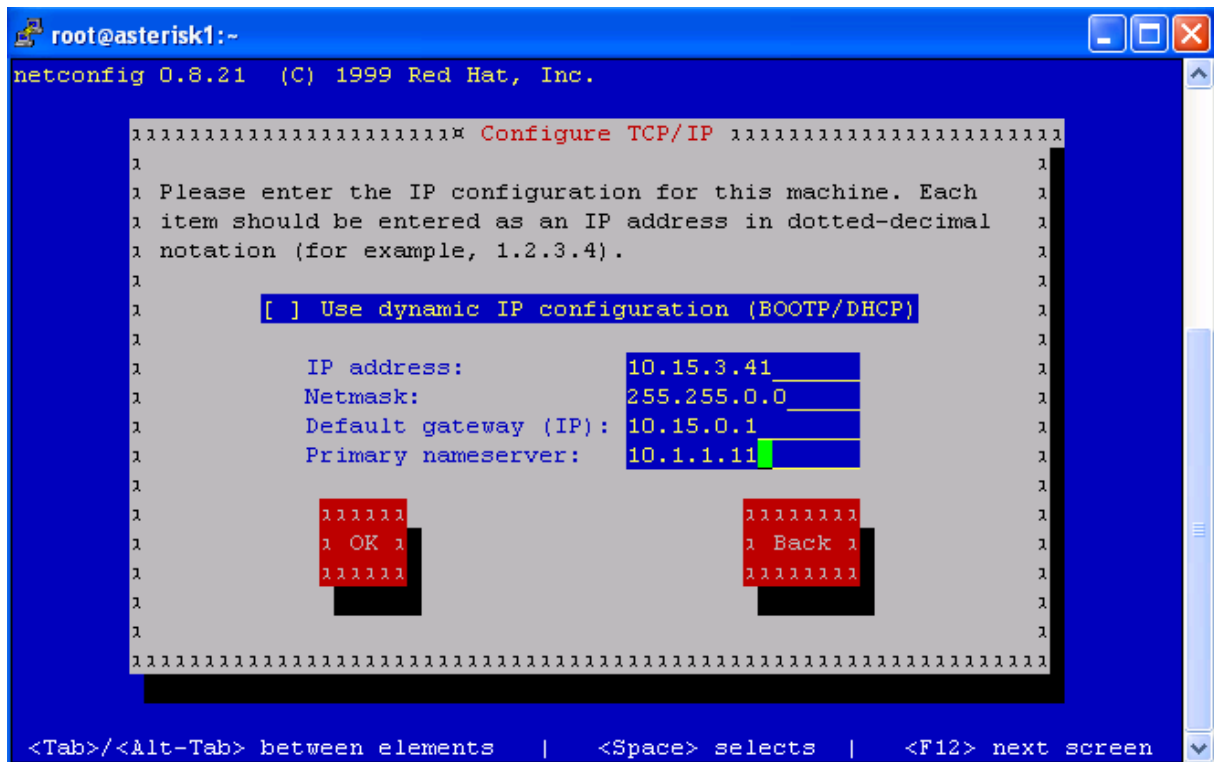 root@asterisk1:~
netconfig 0.8.21 (C) 1999 Red Hat, Inc.
Configure TCP/IP
Please enter the IP configuration for this machine. Each
item should be entered as an IP address in dotted-decimal
notation (for example, 1.2.3.4).
[ ] Use dynamic IP configuration (BOOTP/DHCP)
IP address: 10.15.3.41
Netmask: 255.255.0.0
Default gateway (IP): 10.15.0.1
Primary nameserver: 10.1.1.11
OK Back
<Tab>/<Alt-Tab> between elements | <Space> selects | <F12> next screen